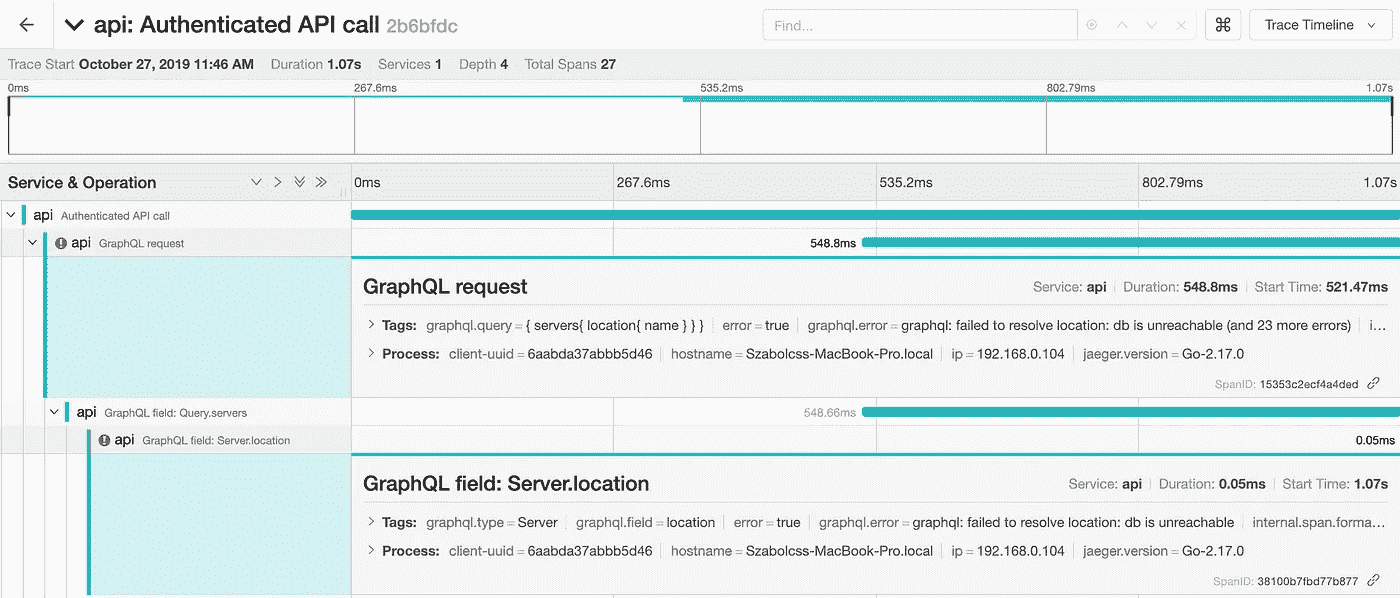 api: Authenticated API call 2b6bfdc Find... ⌘ Trace Timeline
Trace Start October 27, 2019 11:46 AM Duration 1.07s Services 1 Depth 4 Total Spans 27
0ms 267.6ms 535.2ms 802.79ms 1.07s
Service & Operation 0ms 267.6ms 535.2ms 802.79ms 1.07s
api Authenticated API call
api GraphQL request 548.8ms
GraphQL request Service: api Duration: 548.8ms Start Time: 521.47ms
Tags: graphql.query = { servers{ location{ name } } } error = true graphql.error = graphql: failed to resolve location: db is unreachable (and 23 more errors) i...
Process: client-uuid = 6aabda37abbb5d46 hostname = Szabolcss-MacBook-Pro.local ip = 192.168.0.104 jaeger.version = Go-2.17.0
SpanID: 15353c2ecf4a4ded
api GraphQL field: Query.servers 548.66ms
api GraphQL field: Server.location 0.05ms
GraphQL field: Server.location Service: api Duration: 0.05ms Start Time: 1.07s
Tags: graphql.type = Server graphql.field = location error = true graphql.error = graphql: failed to resolve location: db is unreachable internal.span.forma...
Process: client-uuid = 6aabda37abbb5d46 hostname = Szabolcss-MacBook-Pro.local ip = 192.168.0.104 jaeger.version = Go-2.17.0
SpanID: 38100b7fbd77b877